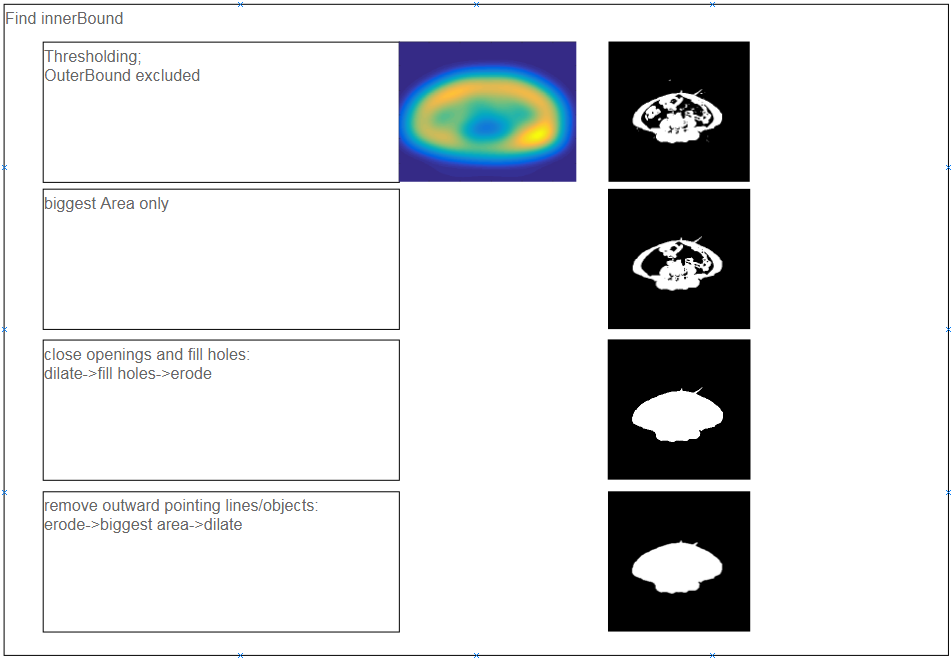 Find innerBound
Thresholding;
OuterBound excluded
biggest Area only
close openings and fill holes:
dilate->fill holes->erode
remove outward pointing lines/objects:
erode->biggest area->dilate